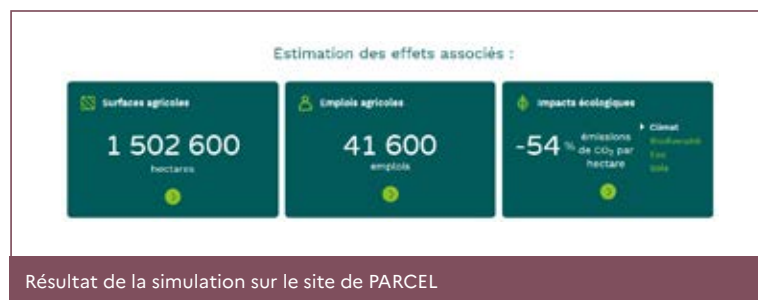 Estimation des effets associés :
Surfaces agricoles
1 502 600
hectares
Emplois agricoles
41 600
emplois
Impacts écologiques
-54 % émissions
de CO₂ par
hectare
Climat
Biodiversité
Eau
Sols
Résultat de la simulation sur le site de PARCEL